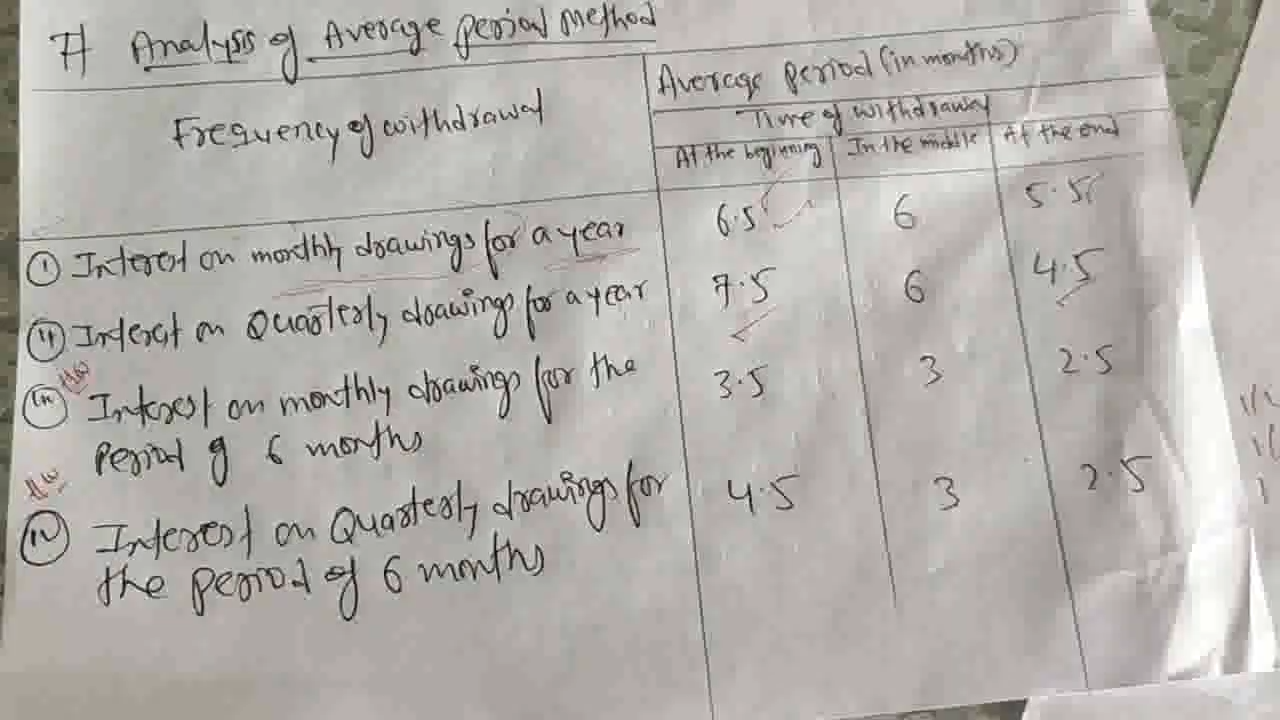 7) Analysis of Average period Method
Frequency of withdrawal
Average period (in months)
Time of withdrawal
At the beginning In the middle At the end
(i) Interest on monthly drawings for a year 6.5 6 5.5
(ii) Interest on Quarterly drawings for a year 7.5 6 4.5
HW
(iii) Interest on monthly drawings for the 3.5 3 2.5
period of 6 months
HW
(iv) Interest on Quarterly drawings for 4.5 3 2.5
the period of 6 months